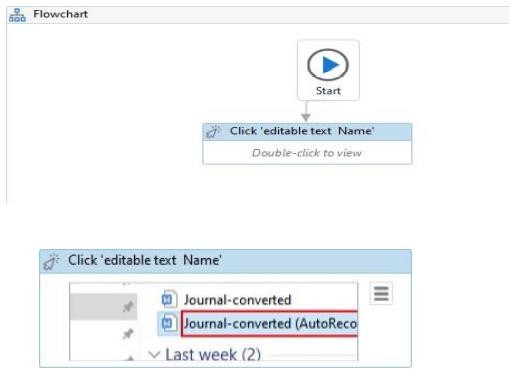 Flowchart
Start
Click 'editable text Name'
Double-click to view
Click 'editable text Name'
Journal-converted
Journal-converted (AutoReco
Last week (2)